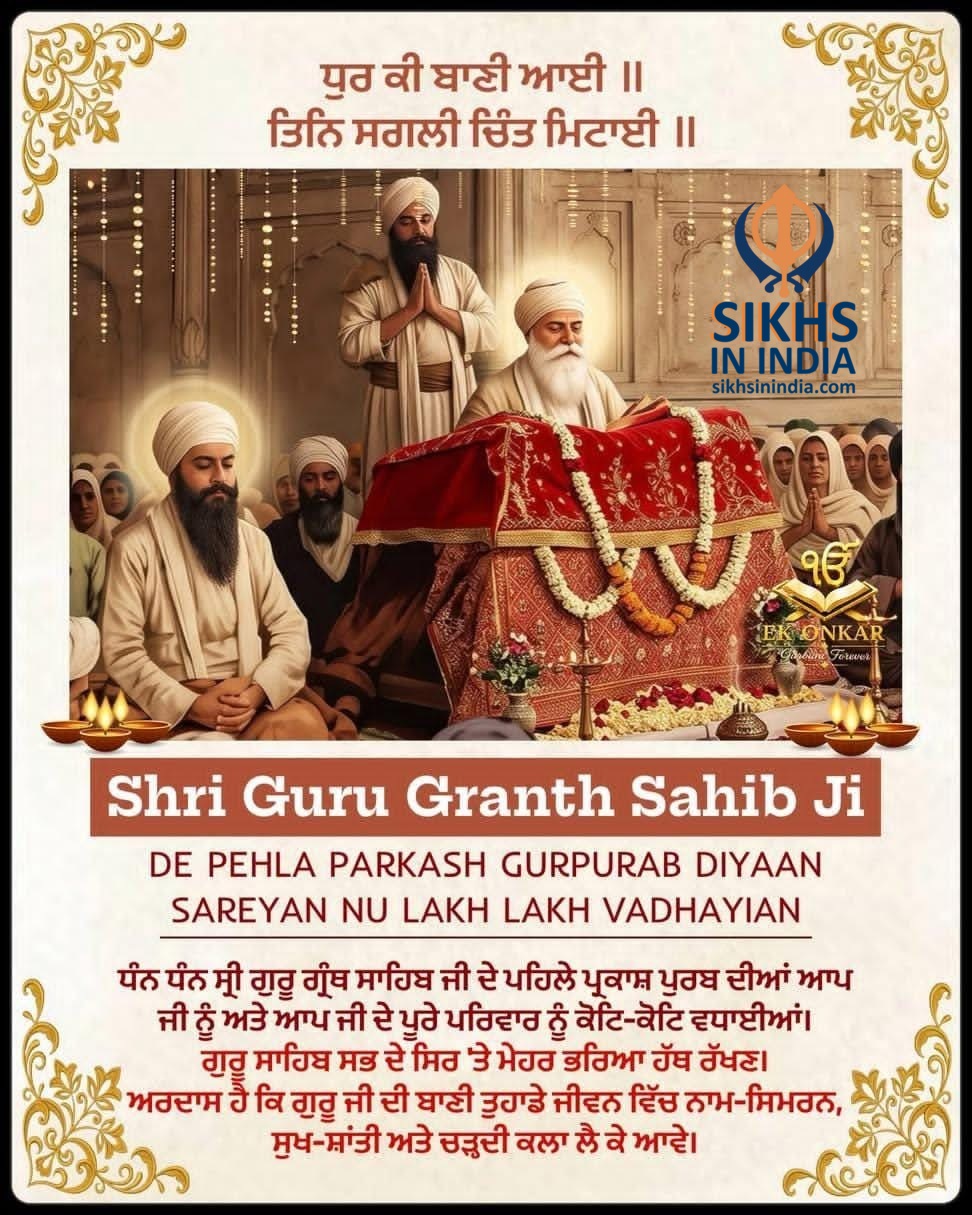 ਧੁਰ ਕੀ ਬਾਣੀ ਆਈ ॥
ਤਿਨਿ ਸਗਲੀ ਚਿੰਤ ਮਿਟਾਈ ॥
SIKHS
IN INDIA
sikhsinindia.com
ੴ
EK ONKAR
Gurbani Forever
Shri Guru Granth Sahib Ji
DE PEHLA PARKASH GURPURAB DIYAAN
SAREYAN NU LAKH LAKH VADHAYIAN
ਧੰਨ ਧੰਨ ਸ੍ਰੀ ਗੁਰੂ ਗ੍ਰੰਥ ਸਾਹਿਬ ਜੀ ਦੇ ਪਹਿਲੇ ਪ੍ਰਕਾਸ਼ ਪੁਰਬ ਦੀਆਂ ਆਪ
ਜੀ ਨੂੰ ਅਤੇ ਆਪ ਜੀ ਦੇ ਪੂਰੇ ਪਰਿਵਾਰ ਨੂੰ ਕੋਟਿ-ਕੋਟਿ ਵਧਾਈਆਂ।
ਗੁਰੂ ਸਾਹਿਬ ਸਭ ਦੇ ਸਿਰ 'ਤੇ ਮੇਹਰ ਭਰਿਆ ਹੱਥ ਰੱਖਣ।
ਅਰਦਾਸ ਹੈ ਕਿ ਗੁਰੂ ਜੀ ਦੀ ਬਾਣੀ ਤੁਹਾਡੇ ਜੀਵਨ ਵਿੱਚ ਨਾਮ-ਸਿਮਰਨ,
ਸੁਖ-ਸ਼ਾਂਤੀ ਅਤੇ ਚੜ੍ਹਦੀ ਕਲਾ ਲੈ ਕੇ ਆਵੇ।